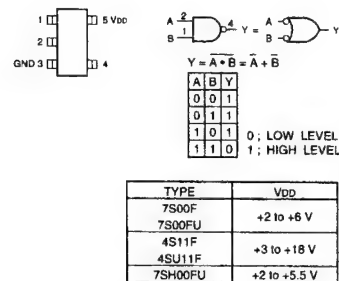 1 5 VDD
2
GND 3 4
A 2 4 Y = A Y
B 1 B
Y = A • B = A + B
A B Y
0 0 1
0 1 1
1 0 1
1 1 0
0 ; LOW LEVEL
1 ; HIGH LEVEL
TYPE VDD
7S00F
7S00FU
+2 to +6 V
4S11F
4SU11F
+3 to +18 V
7SH00FU +2 to +5.5 V